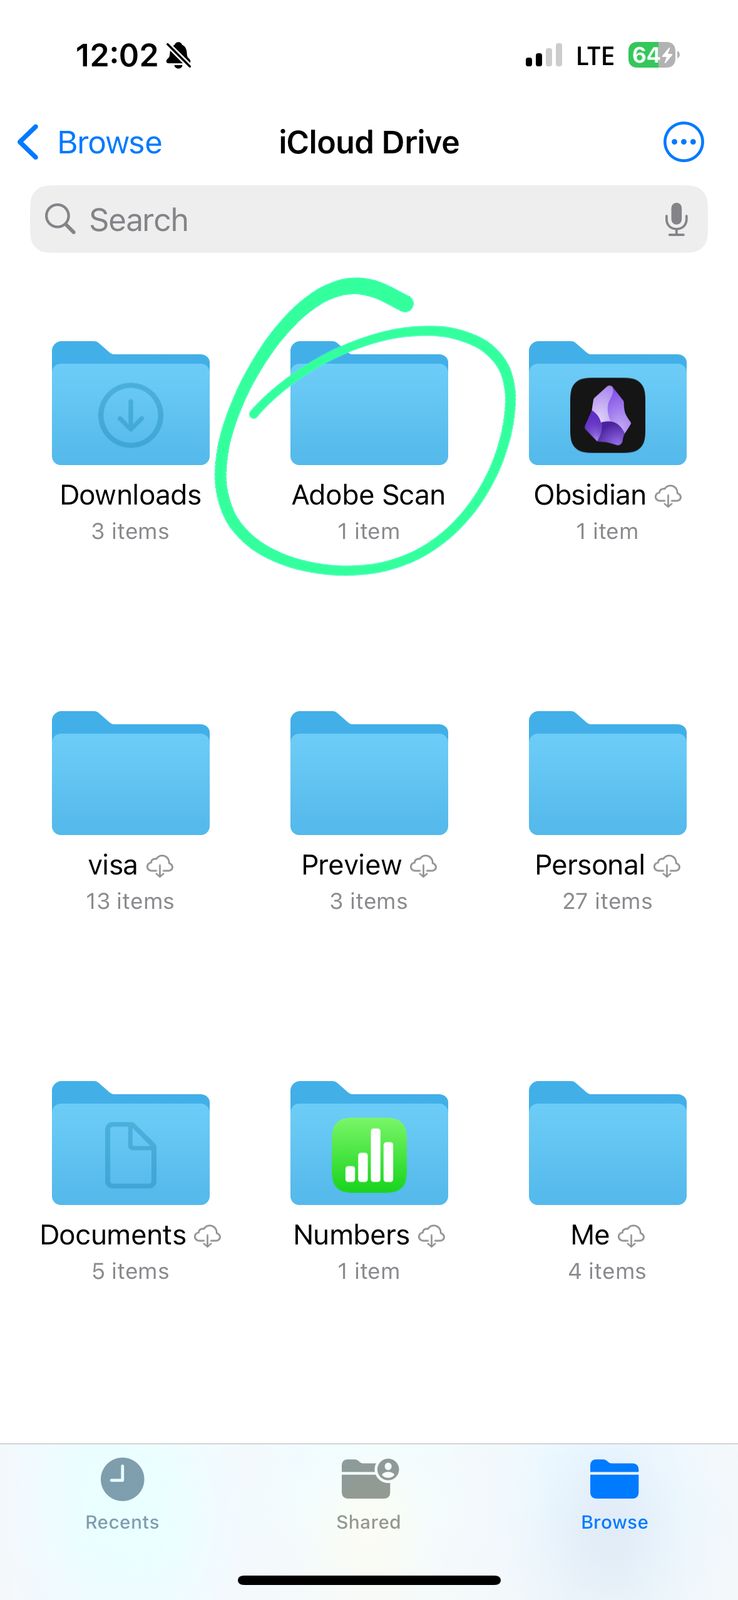 12:02
LTE
64
Browse
iCloud Drive
Search
Downloads
3 items
Adobe Scan
1 item
Obsidian
1 item
visa
13 items
Preview
3 items
Personal
27 items
Documents
5 items
Numbers
1 item
Me
4 items
Recents
Shared
Browse